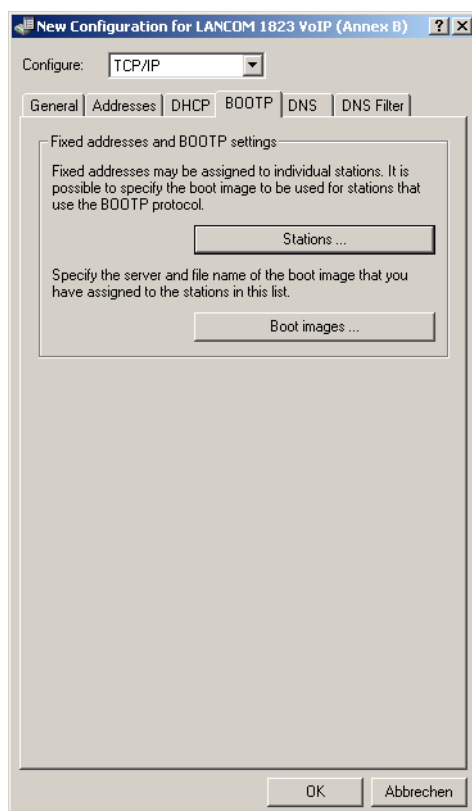 New Configuration for LANCOM 1823 VoIP (Annex B)
Configure: TCP/IP
General Addresses DHCP BOOTP DNS DNS Filter
Fixed addresses and BOOTP settings
Fixed addresses may be assigned to individual stations. It is
possible to specify the boot image to be used for stations that
use the BOOTP protocol.
Stations ...
Specify the server and file name of the boot image that you
have assigned to the stations in this list.
Boot images ...
OK Abbrechen